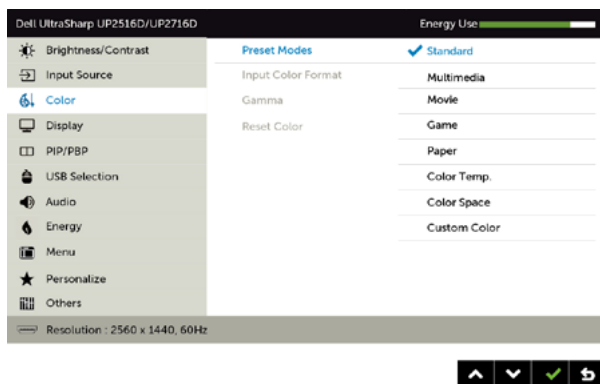 Dell UltraSharp UP2516D/UP2716D
Energy Use
Brightness/Contrast
Preset Modes
Standard
Input Source
Input Color Format
Multimedia
Color
Gamma
Movie
Display
Reset Color
Game
PIP/PBP
Paper
USB Selection
Color Temp.
Audio
Color Space
Energy
Custom Color
Menu
Personalize
Others
Resolution : 2560 x 1440, 60Hz